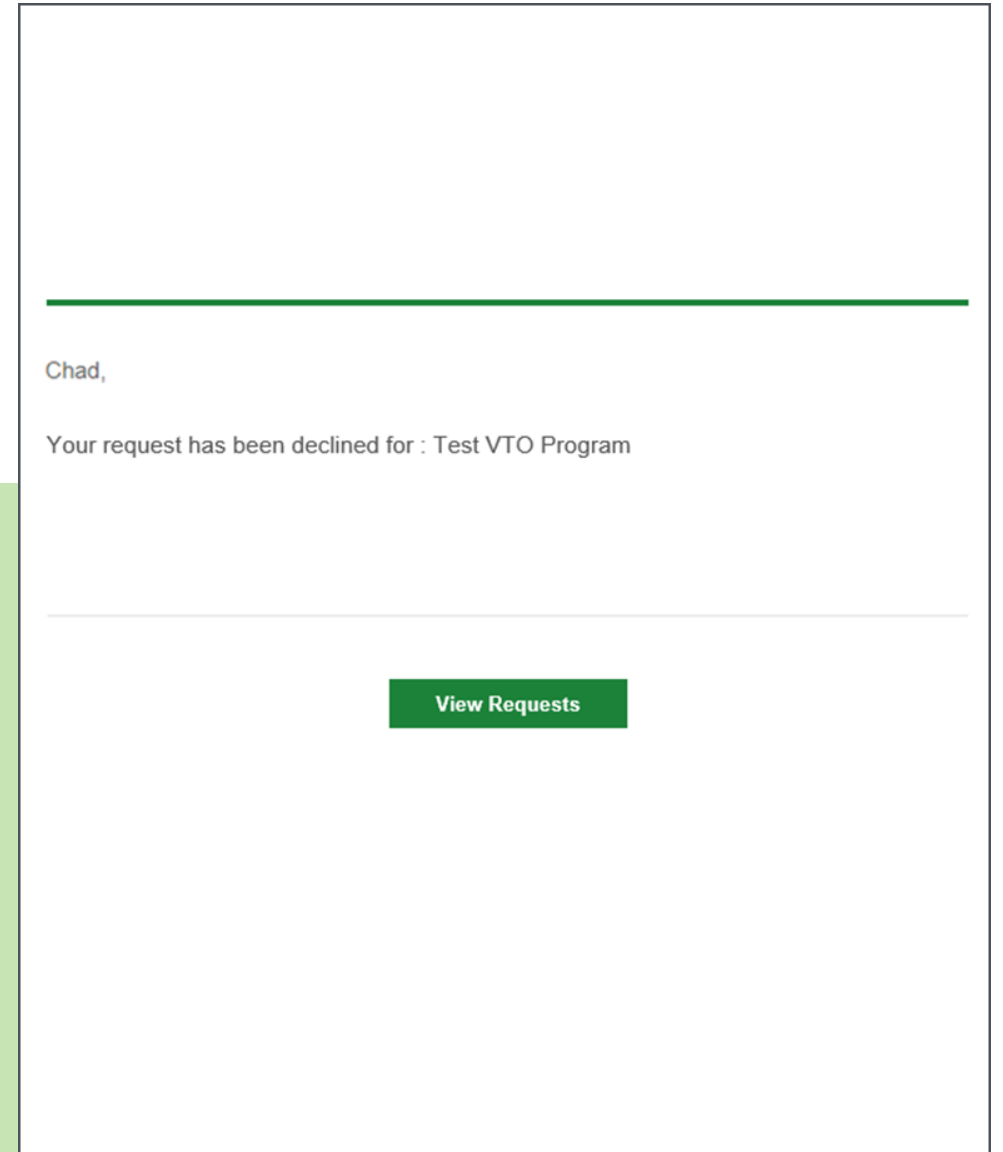 Chad,
Your request has been declined for : Test VTO Program
View Requests